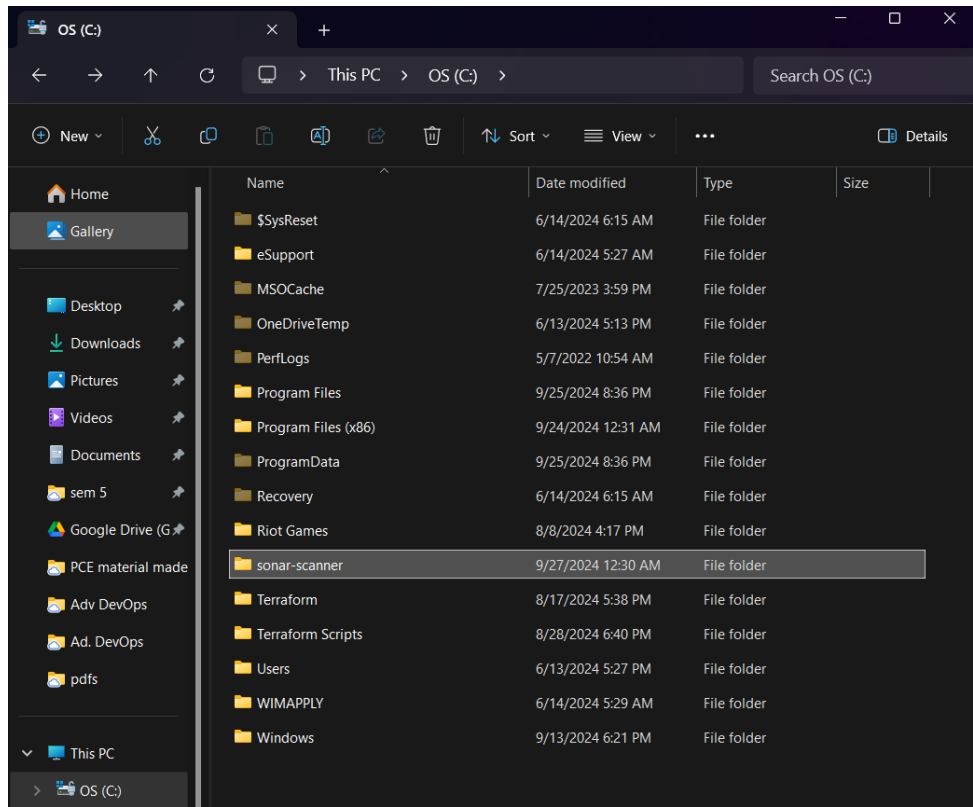 OS (C:)
This PC > OS (C:) >
Search OS (C:)
New
Sort
View
Details
Home
Gallery
Desktop
Downloads
Pictures
Videos
Documents
sem 5
Google Drive (G
PCE material made
Adv DevOps
Ad. DevOps
pdfs
This PC
OS (C:)
Name Date modified Type Size
$SysReset 6/14/2024 6:15 AM File folder
eSupport 6/14/2024 5:27 AM File folder
MSOCache 7/25/2023 3:59 PM File folder
OneDriveTemp 6/13/2024 5:13 PM File folder
PerfLogs 5/7/2022 10:54 AM File folder
Program Files 9/25/2024 8:36 PM File folder
Program Files (x86) 9/24/2024 12:31 AM File folder
ProgramData 9/25/2024 8:36 PM File folder
Recovery 6/14/2024 6:15 AM File folder
Riot Games 8/8/2024 4:17 PM File folder
sonar-scanner 9/27/2024 12:30 AM File folder
Terraform 8/17/2024 5:38 PM File folder
Terraform Scripts 8/28/2024 6:40 PM File folder
Users 6/13/2024 5:27 PM File folder
WIMAPPLY 6/14/2024 5:29 AM File folder
Windows 9/13/2024 6:21 PM File folder